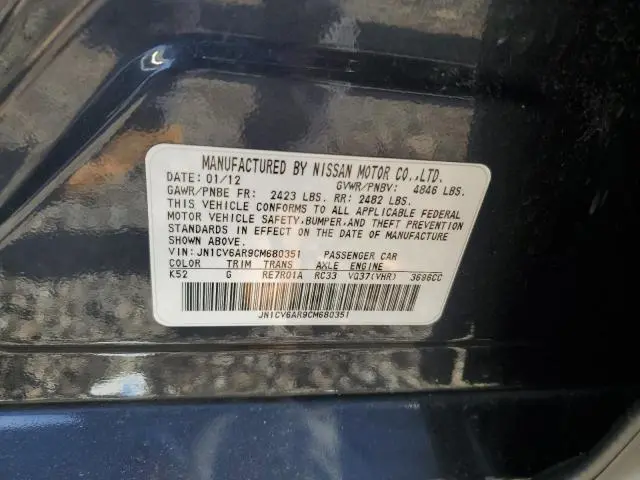 MANUFACTURED BY NISSAN MOTOR CO.,LTD.
DATE: 01/12 GVWR/PNBV: 4846 LBS.
GAWR/PNBE FR: 2423 LBS. RR: 2482 LBS.
THIS VEHICLE CONFORMS TO ALL APPLICABLE FEDERAL
MOTOR VEHICLE SAFETY,BUMPER,AND THEFT PREVENTION
STANDARDS IN EFFECT ON THE DATE OF MANUFACTURE
SHOWN ABOVE.
VIN: JN1CV6AR9CM680351 PASSENGER CAR
COLOR TRIM TRANS AXLE ENGINE
K52 G RE7R01A RC33 VQ37(VHR) 3696CC
JN1CV6AR9CM680351